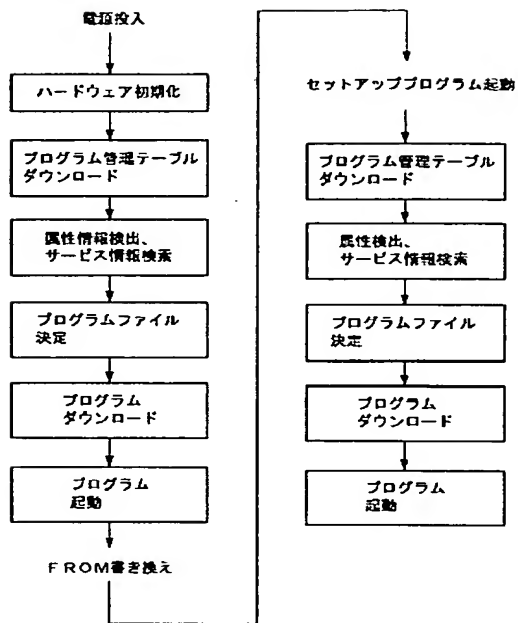 電源投入
ハードウェア初期化
プログラム管理テーブル
ダウンロード
属性情報検出、
サービス情報検索
プログラムファイル
決定
プログラム
ダウンロード
プログラム
起動
FROM書き換え
セットアッププログラム起動
プログラム管理テーブル
ダウンロード
属性検出、
サービス情報検索
プログラムファイル
決定
プログラム
ダウンロード
プログラム
起動